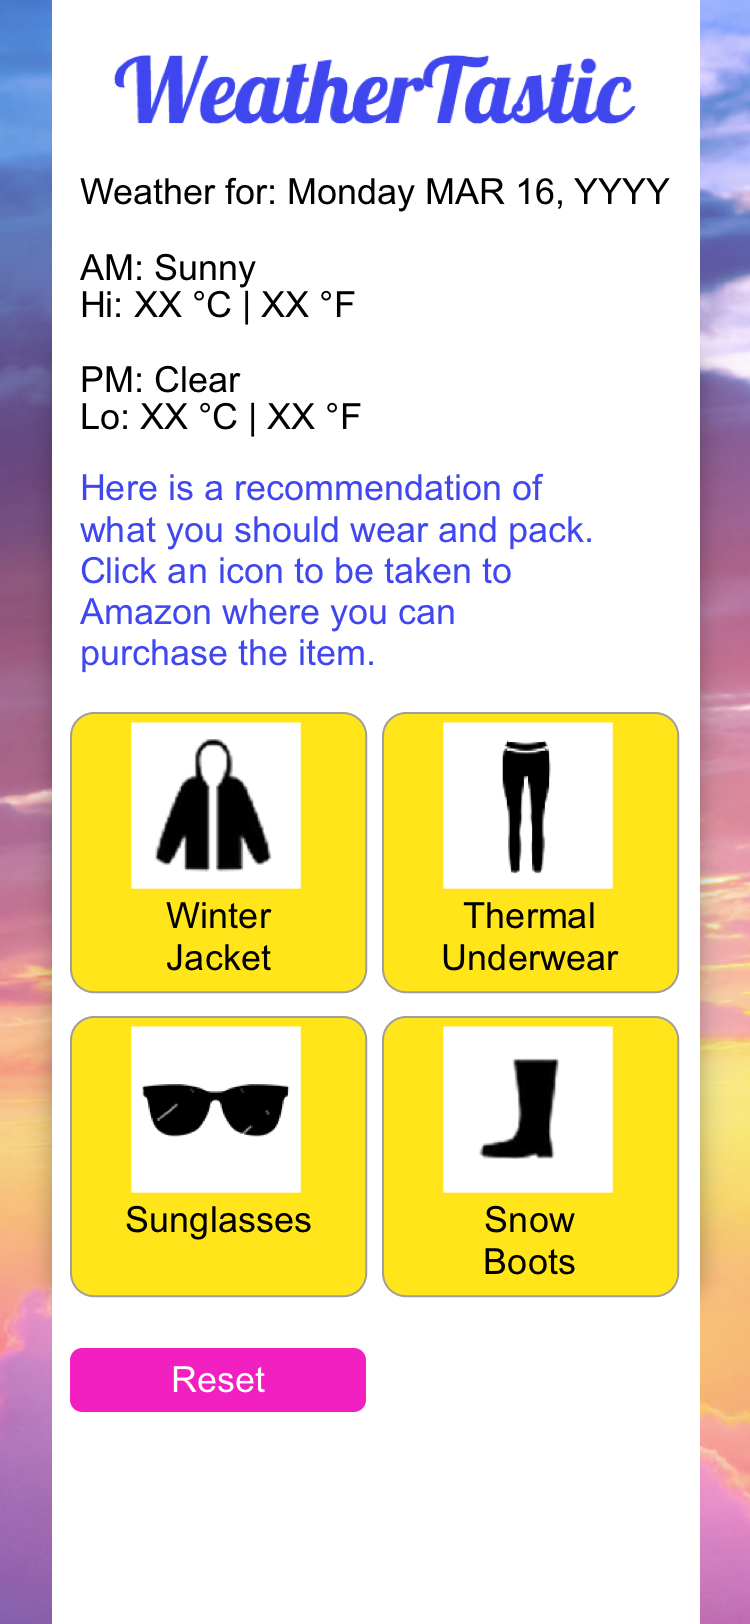 WeatherTastic
Weather for: Monday MAR 16, YYYY
AM: Sunny
Hi: XX °C | XX °F
PM: Clear
Lo: XX °C | XX °F
Here is a recommendation of
what you should wear and pack.
Click an icon to be taken to
Amazon where you can
purchase the item.
Winter
Jacket
Thermal
Underwear
Sunglasses
Snow
Boots
Reset